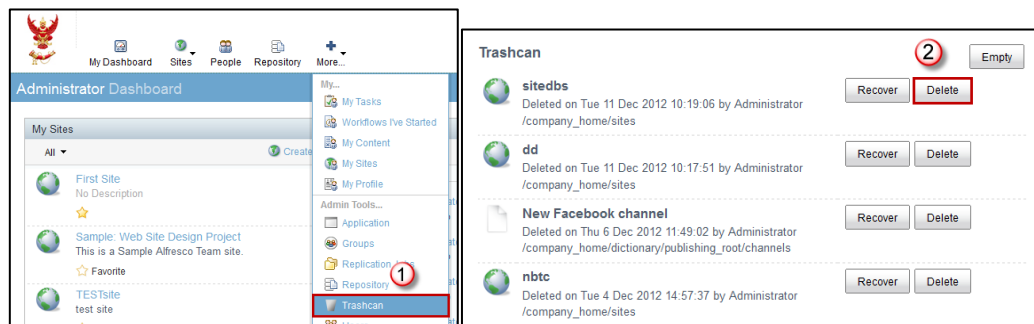 My Dashboard
Sites
People
Repository
More...
Administrator Dashboard
My Sites
All
Create
First Site
No Description
Sample: Web Site Design Project
This is a Sample Alfresco Team site.
Favorite
TESTsite
test site
My...
My Tasks
Workflows I've Started
My Content
My Sites
My Profile
Admin Tools...
Application
Groups
Replication
1
Repository
Trashcan
Trashcan
2
Empty
sitedbs
Deleted on Tue 11 Dec 2012 10:19:06 by Administrator
/company_home/sites
Recover
Delete
dd
Deleted on Tue 11 Dec 2012 10:17:51 by Administrator
/company_home/sites
Recover
Delete
New Facebook channel
Deleted on Thu 6 Dec 2012 11:49:02 by Administrator
/company_home/dictionary/publishing_root/channels
Recover
Delete
nbtc
Deleted on Tue 4 Dec 2012 14:57:37 by Administrator
/company_home/sites
Recover
Delete